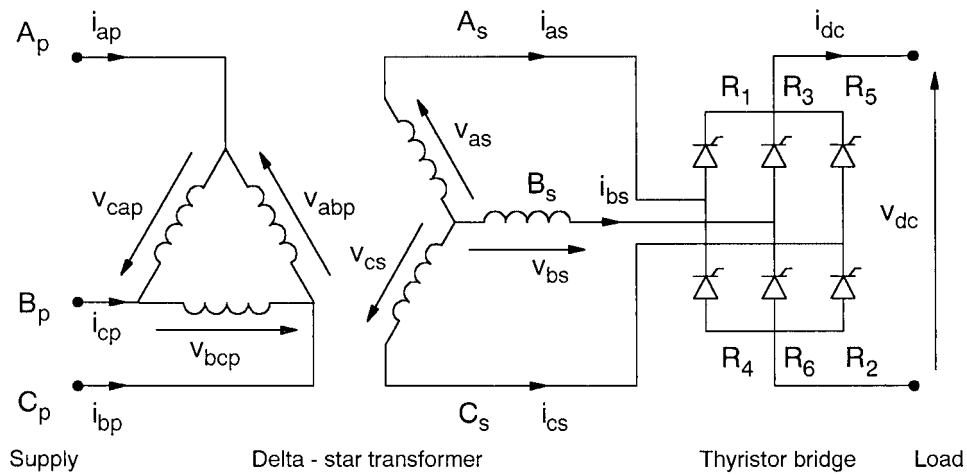 A_p i_ap A_s i_as i_dc
R_1 R_3 R_5
v_as
B_s i_bs
v_cap v_abp v_dc
v_cs v_bs
B_p i_cp
v_bcp
R_4 R_6 R_2
C_p i_bp C_s i_cs
Supply Delta - star transformer Thyristor bridge Load